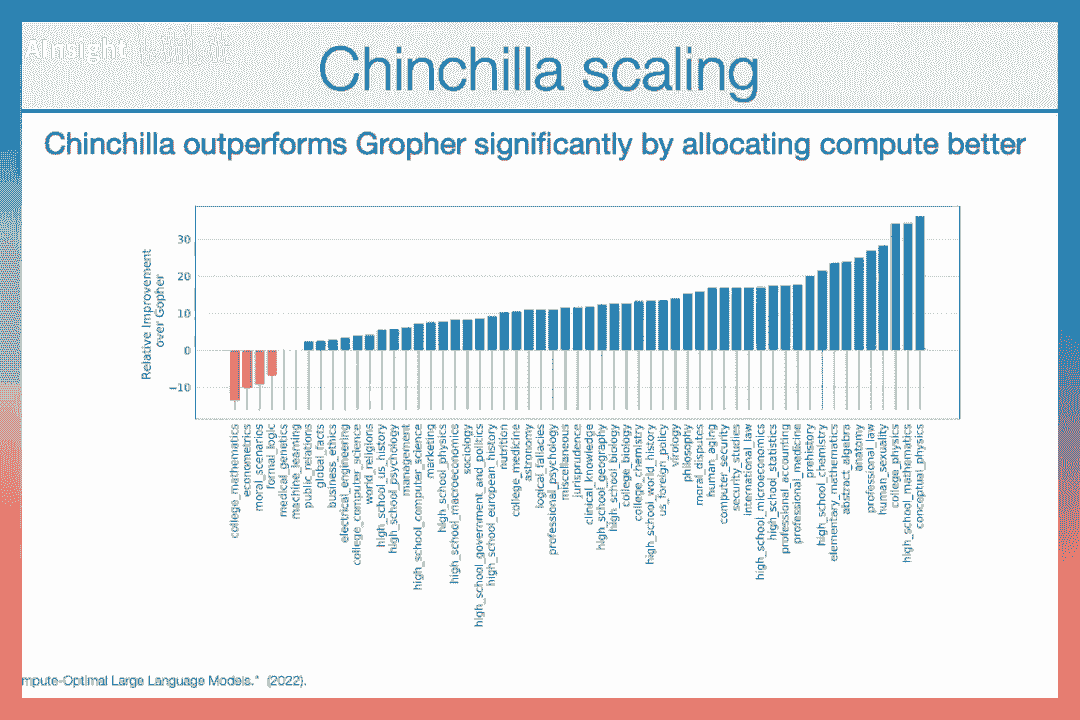 AInsight
Chinchilla scaling
Chinchilla outperforms Gropher significantly by allocating compute better
Relative Improvement
over Gopher
30
20
10
0
−10
college_mathematics
econometrics
moral_scenarios
formal_logic
medical_genetics
machine_learning
public_relations
global_facts
business_ethics
electrical_engineering
college_computer_science
world_religions
high_school_us_history
high_school_psychology
management
high_school_computer_science
marketing
high_school_physics
high_school_macroeconomics
sociology
high_school_government_and_politics
high_school_european_history
nutrition
college_medicine
astronomy
logical_fallacies
professional_psychology
miscellaneous
jurisprudence
clinical_knowledge
high_school_geography
high_school_biology
college_biology
college_chemistry
high_school_world_history
us_foreign_policy
virology
philosophy
moral_disputes
human_aging
computer_security
security_studies
international_law
high_school_microeconomics
high_school_statistics
professional_accounting
professional_medicine
prehistory
high_school_chemistry
elementary_mathematics
abstract_algebra
anatomy
professional_law
human_sexuality
college_physics
high_school_mathematics
conceptual_physics
mpute-Optimal Large Language Models." (2022).